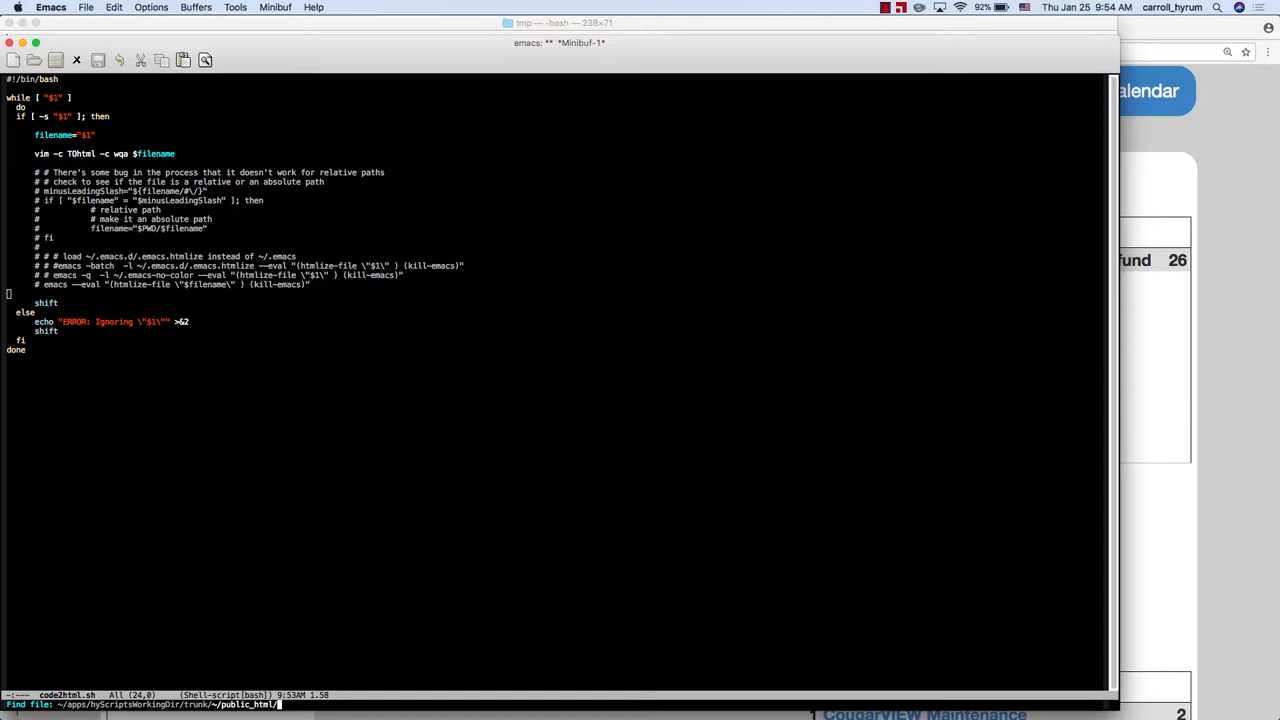 Emacs File Edit Options Buffers Tools Minibuf Help
92% Thu Jan 25 9:54 AM carroll_hyrum
tmp — -bash — 238×71
emacs: ** *Minibuf-1*
#!/bin/bash
while [ "$1" ]
do
if [ -s "$1" ]; then
filename="$1"
vim -c TOhtml -c wqa $filename
# # There's some bug in the process that it doesn't work for relative paths
# # check to see if the file is a relative or an absolute path
# minusLeadingSlash="${filename/#\/}"
# if [ "$filename" = "$minusLeadingSlash" ]; then
# # relative path
# # make it an absolute path
# filename="$PWD/$filename"
# fi
#
# # # load ~/.emacs.d/.emacs.htmlize instead of ~/.emacs
# # #emacs -batch -l ~/.emacs.d/.emacs.htmlize --eval "(htmlize-file \"$1\" ) (kill-emacs)"
# # emacs -q -l ~/.emacs-no-color --eval "(htmlize-file \"$1\" ) (kill-emacs)"
# emacs --eval "(htmlize-file \"$filename\" ) (kill-emacs)"
shift
else
echo "ERROR: Ignoring \"$1\"" >&2
shift
fi
done
-:--- code2html.sh All (24,0) (Shell-script[bash]) 9:53AM 1.58
Find file: ~/apps/hyScriptsWorkingDir/trunk/~/public_html/
alendar
fund 26
1 CougarVIEW Maintenance 2